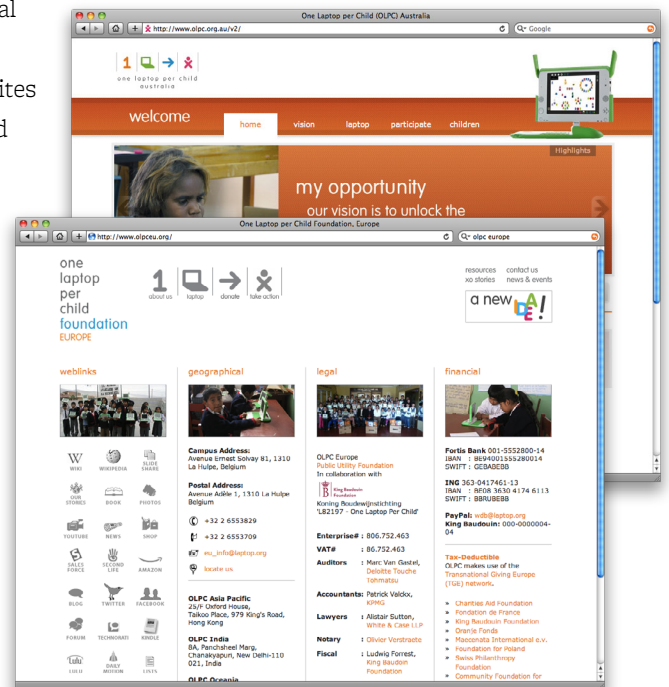 al
ites
d
One Laptop per Child (OLPC) Australia
http://www.olpc.org.au/v2/
Google
one laptop per child
australia
welcome
home vision laptop participate children
Highlights
my opportunity
our vision is to unlock the
One Laptop per Child Foundation, Europe
http://www.olpceu.org/
olpc europe
one
laptop
per
child
foundation
EUROPE
about us laptop donate take action
resources contact us
xo stories news & events
a new IDEA!
weblinks
WIKI WIKIPEDIA SLIDE SHARE
OUR STORIES BOOK PHOTOS
YOUTUBE NEWS SHOP
SALES FORCE SECOND LIFE AMAZON
BLOG TWITTER FACEBOOK
FORUM TECHNORATI KINDLE
Lulu
LULU DAILY MOTION LISTS
geographical
Campus Address:
Avenue Ernest Solvay 81, 1310
La Hulpe, Belgium
Postal Address:
Avenue Adèle 1, 1310 La Hulpe
Belgium
+32 2 6553829
+32 2 6553709
eu_info@laptop.org
locate us
OLPC Asia Pacific
25/F Oxford House,
Taikoo Place, 979 King's Road,
Hong Kong
OLPC India
8A, Panchsheel Marg,
Chanakyapuri, New Delhi-110
021, India
OLPC Oceania
legal
OLPC Europe
Public Utility Foundation
In collaboration with
King Baudouin
Foundation
Koning Boudewijnstichting
'L82197 - One Laptop Per Child'
Enterprise# : 806.752.463
VAT# : 86.752.463
Auditors : Marc Van Gastel,
Deloitte Touche
Tohmatsu
Accountants: Patrick Valckx,
KPMG
Lawyers : Alistair Sutton,
White & Case LLP
Notary : Olivier Verstraete
Fiscal : Ludwig Forrest,
King Baudoin
Foundation
financial
Fortis Bank 001-5552800-14
IBAN : BE94001555280014
SWIFT : GEBABEBB
ING 363-0417461-13
IBAN : BE08 3630 4174 6113
SWIFT : BBRUBEBB
PayPal: wdb@laptop.org
King Baudouin: 000-0000004-
04
Tax-Deductible
OLPC makes use of the
Transnational Giving Europe
(TGE) network.
» Charities Aid Foundation
» Fondation de France
» King Baudouin Foundation
» Oranje Fonds
» Maecenata International e.v.
» Foundation for Poland
» Swiss Philanthropy
Foundation
» Community Foundation for